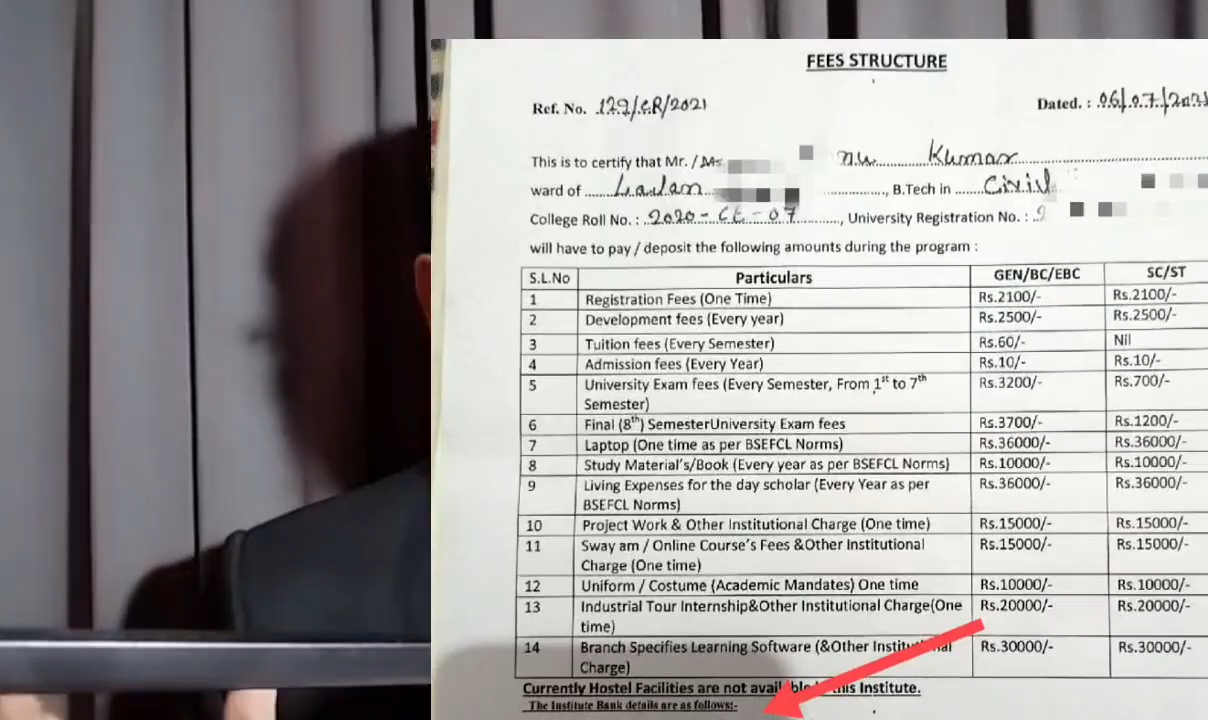 FEES STRUCTURE
Ref. No. 129/GR/2021 Dated. : 06/07/2021
This is to certify that Mr. / Ms. nu Kumar
ward of Ladan , B.Tech in Civil
College Roll No. : 2020-CE-07 , University Registration No. : 2
will have to pay / deposit the following amounts during the program :
S.L.No Particulars GEN/BC/EBC SC/ST
1 Registration Fees (One Time) Rs.2100/- Rs.2100/-
2 Development fees (Every year) Rs.2500/- Rs.2500/-
3 Tuition fees (Every Semester) Rs.60/- Nil
4 Admission fees (Every Year) Rs.10/- Rs.10/-
5 University Exam fees (Every Semester, From 1st to 7th Rs.3200/- Rs.700/-
Semester)
6 Final (8th) SemesterUniversity Exam fees Rs.3700/- Rs.1200/-
7 Laptop (One time as per BSEFCL Norms) Rs.36000/- Rs.36000/-
8 Study Material's/Book (Every year as per BSEFCL Norms) Rs.10000/- Rs.10000/-
9 Living Expenses for the day scholar (Every Year as per Rs.36000/- Rs.36000/-
BSEFCL Norms)
10 Project Work & Other Institutional Charge (One time) Rs.15000/- Rs.15000/-
11 Sway am / Online Course's Fees &Other Institutional Rs.15000/- Rs.15000/-
Charge (One time)
12 Uniform / Costume (Academic Mandates) One time Rs.10000/- Rs.10000/-
13 Industrial Tour Internship&Other Institutional Charge(One Rs.20000/- Rs.20000/-
time)
14 Branch Specifies Learning Software (&Other Institutional Rs.30000/- Rs.30000/-
Charge)
Currently Hostel Facilities are not available in this Institute.
The Institute Bank details are as follows:-